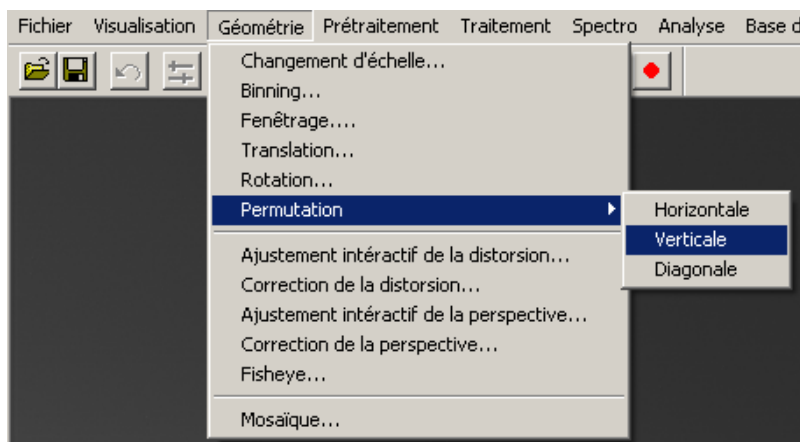 Fichier Visualisation Géométrie Prétraitement Traitement Spectro Analyse Base d
Changement d'échelle...
Binning...
Fenêtrage....
Translation...
Rotation...
Permutation
Horizontale
Verticale
Diagonale
Ajustement intéractif de la distorsion...
Correction de la distorsion...
Ajustement intéractif de la perspective...
Correction de la perspective...
Fisheye...
Mosaïque...